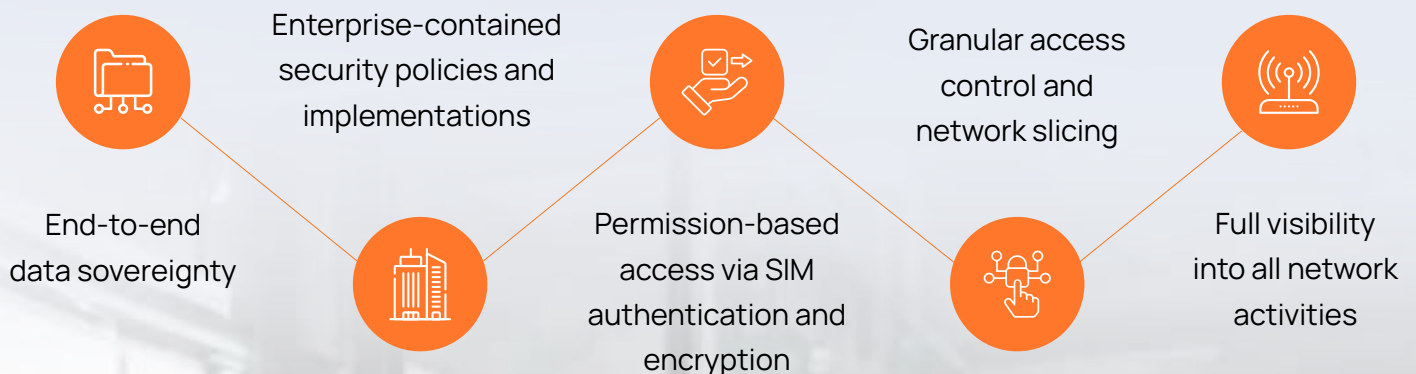 End-to-end
data sovereignty
Enterprise-contained
security policies and
implementations
Permission-based
access via SIM
authentication and
encryption
Granular access
control and
network slicing
Full visibility
into all network
activities